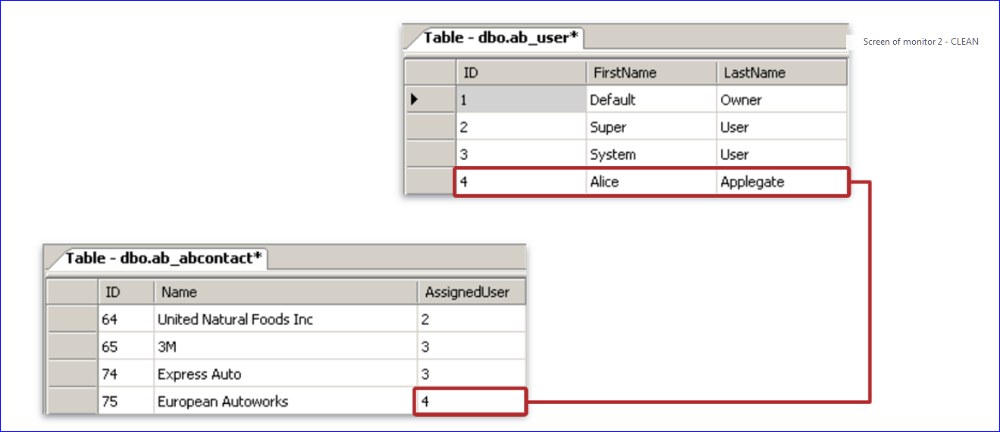 Table - dbo.ab_user*
Screen of monitor 2 - CLEAN
ID FirstName LastName
1 Default Owner
2 Super User
3 System User
4 Alice Applegate
Table - dbo.ab_abcontact*
ID Name AssignedUser
64 United Natural Foods Inc 2
65 3M 3
74 Express Auto 3
75 European Autoworks 4